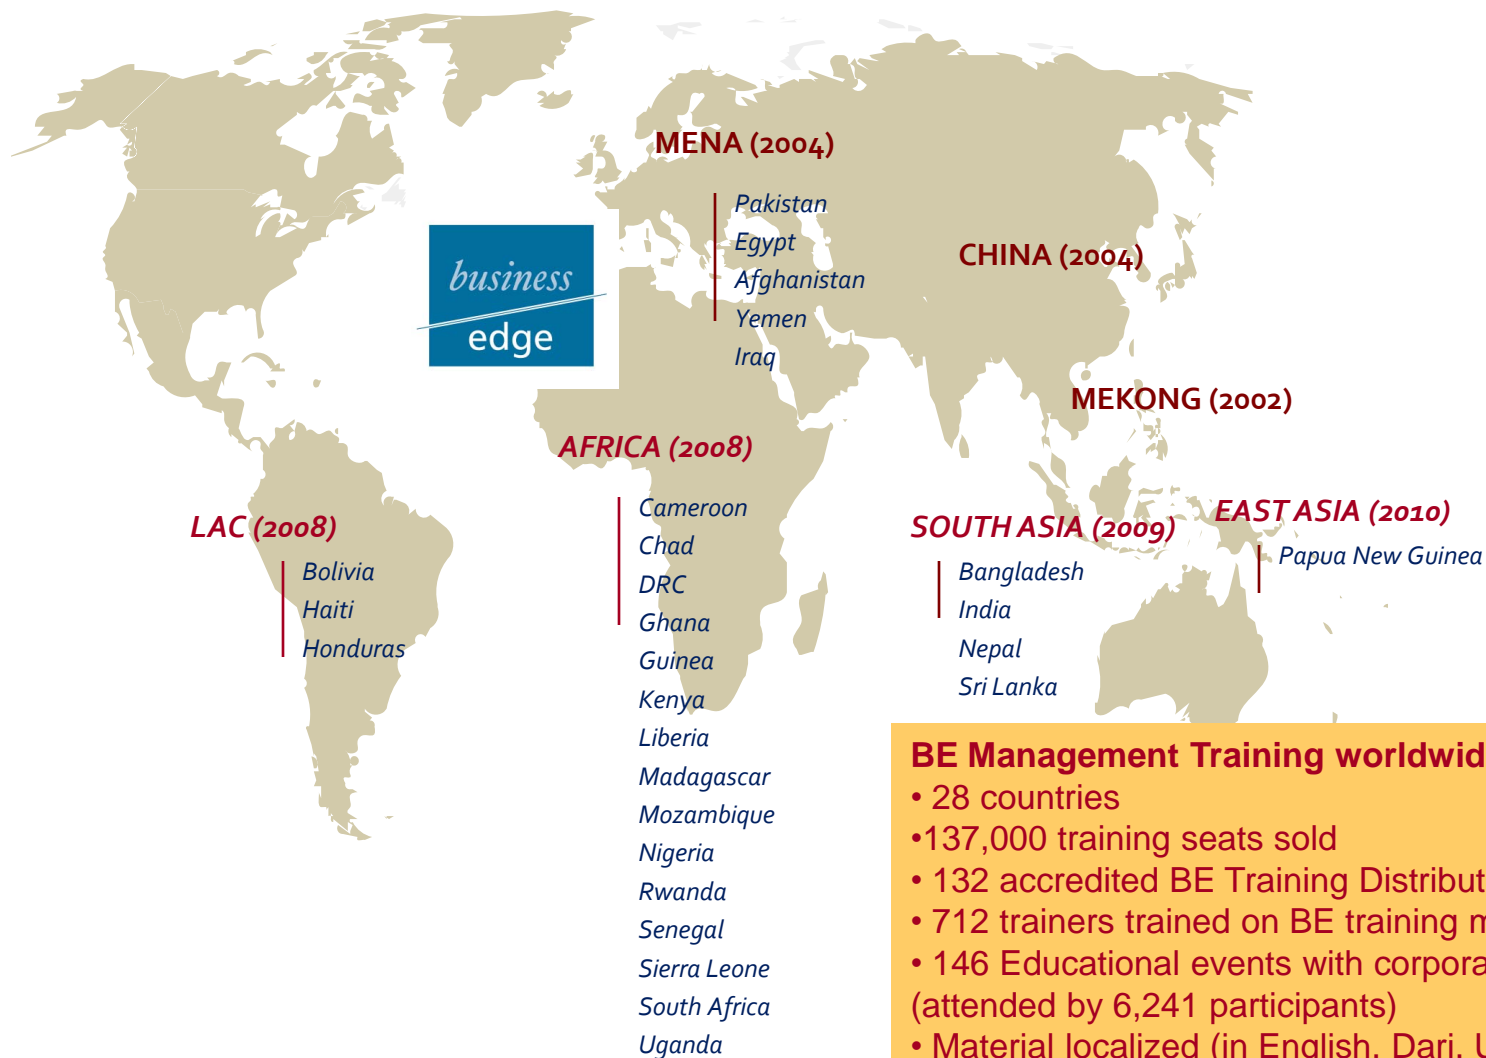 MENA (2004)
Pakistan
Egypt
Afghanistan
Yemen
Iraq
business
edge
CHINA (2004)
MEKONG (2002)
AFRICA (2008)
Cameroon
Chad
DRC
Ghana
Guinea
Kenya
Liberia
Madagascar
Mozambique
Nigeria
Rwanda
Senegal
Sierra Leone
South Africa
Uganda
LAC (2008)
Bolivia
Haiti
Honduras
SOUTH ASIA (2009)
Bangladesh
India
Nepal
Sri Lanka
EAST ASIA (2010)
Papua New Guinea
BE Management Training worldwid
• 28 countries
•137,000 training seats sold
• 132 accredited BE Training Distribut
• 712 trainers trained on BE training m
• 146 Educational events with corpora
(attended by 6,241 participants)
• Material localized (in English, Dari, U